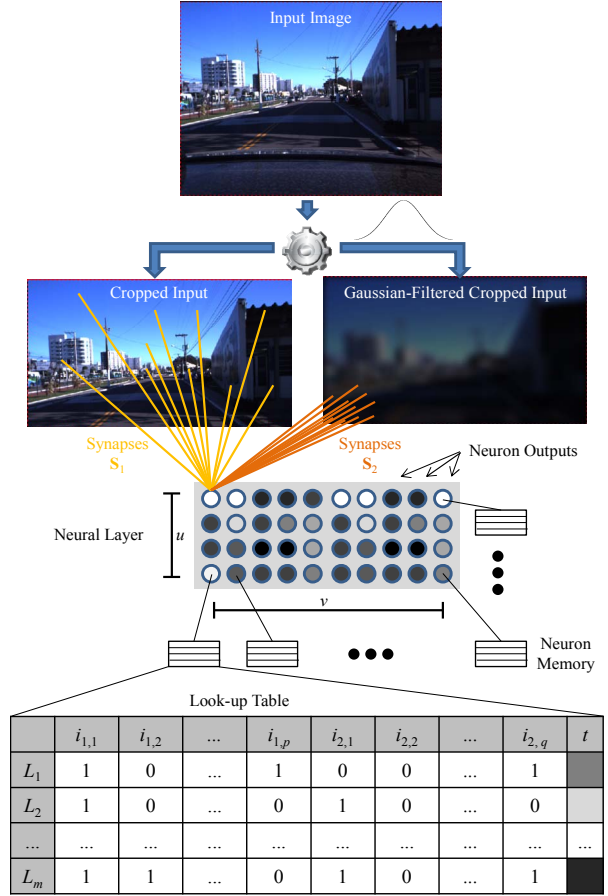 Input Image
Cropped Input
Gaussian-Filtered Cropped Input
Synapses
S1
Synapses
S2
Neuron Outputs
Neural Layer
u
v
Neuron
Memory
Look-up Table
i1,1 i1,2 ... i1,p i2,1 i2,2 ... i2, q t
L1 1 0 ... 1 0 0 ... 1
L2 1 0 ... 0 1 0 ... 0
... ... ... ... ... ... ... ... ... ...
Lm 1 1 ... 0 1 0 ... 1